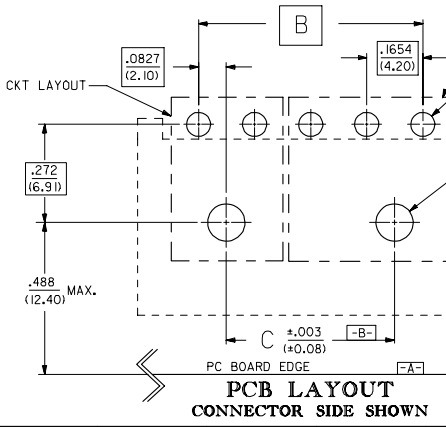 B
.0827
(2.10)
.1654
(4.20)
CKT LAYOUT
.272
(6.91)
.488
(12.40) MAX.
C ±.003
(±0.08)
-B-
PC BOARD EDGE
-A-
PCB LAYOUT
CONNECTOR SIDE SHOWN